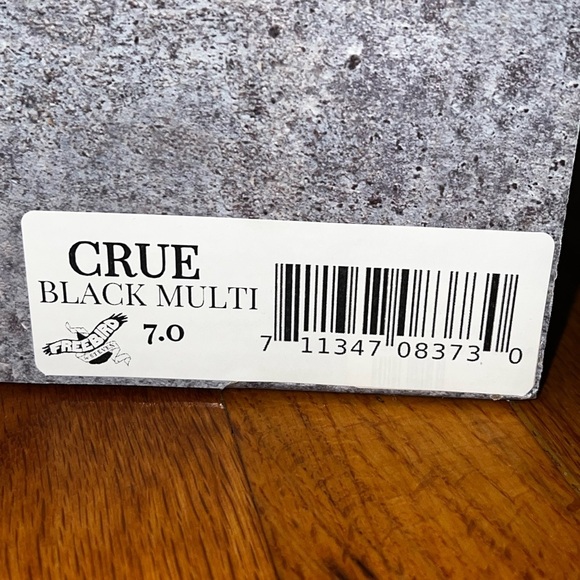 CRUE
BLACK MULTI
FREEBIRD
7.0
7 11347 08373 0